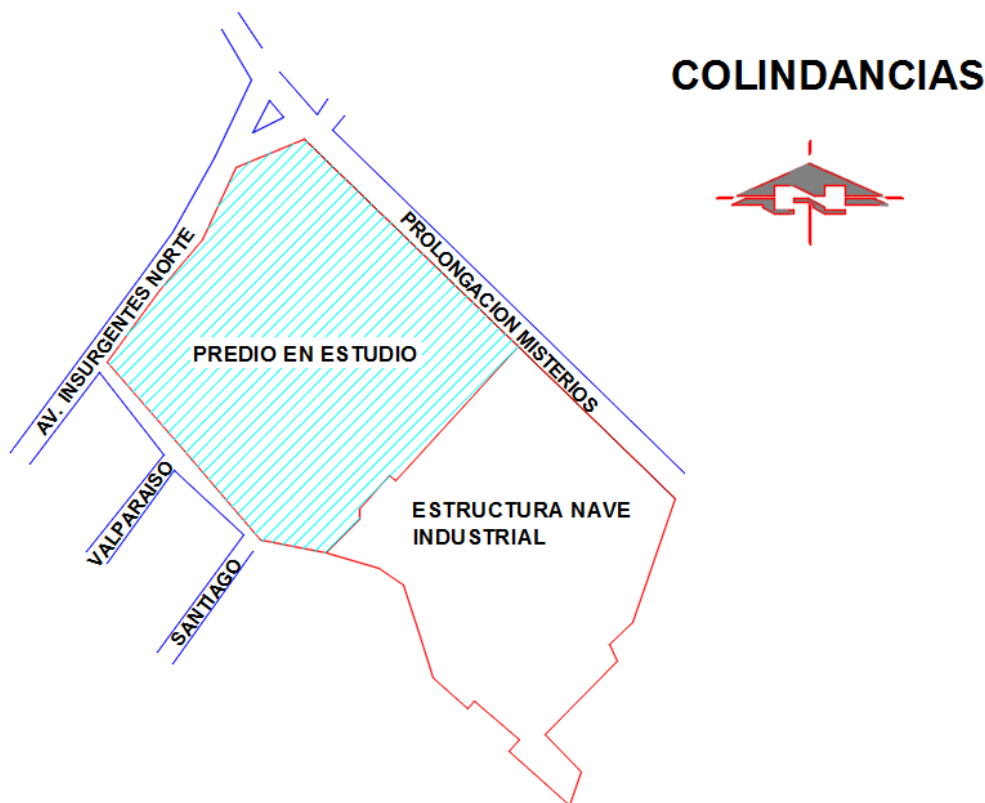 COLINDANCIAS
AV. INSURGENTES NORTE
PROLONGACION MISTERIOS
PREDIO EN ESTUDIO
ESTRUCTURA NAVE
INDUSTRIAL
VALPARAISO
SANTIAGO